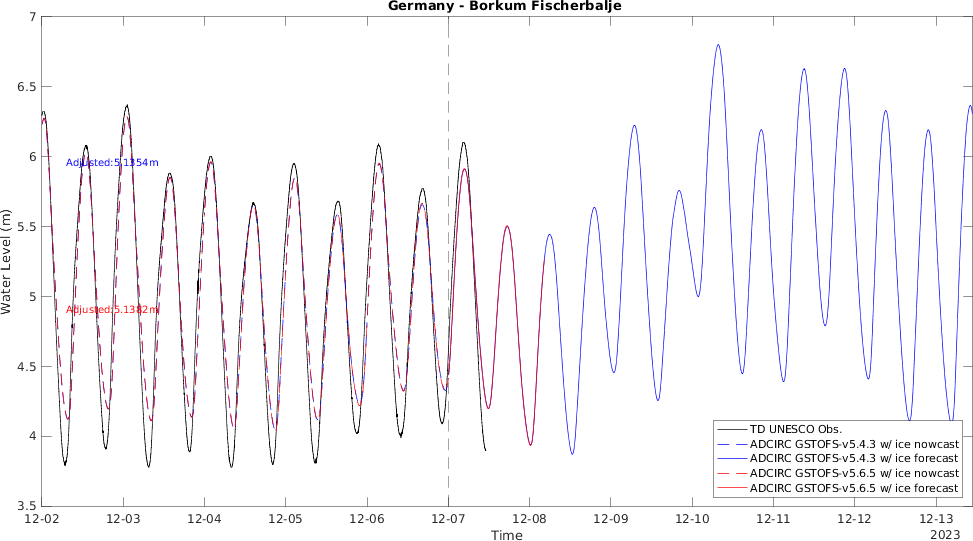 Germany - Borkum Fischerbalje
7
6.5
6
5.5
5
4.5
4
3.5
Water Level (m)
Adjusted:5.1354m
Adjusted:5.1382m
TD UNESCO Obs.
ADCIRC GSTOFS-v5.4.3 w/ ice nowcast
ADCIRC GSTOFS-v5.4.3 w/ ice forecast
ADCIRC GSTOFS-v5.6.5 w/ ice nowcast
ADCIRC GSTOFS-v5.6.5 w/ ice forecast
12-02 12-03 12-04 12-05 12-06 12-07 12-08 12-09 12-10 12-11 12-12 12-13
Time
2023